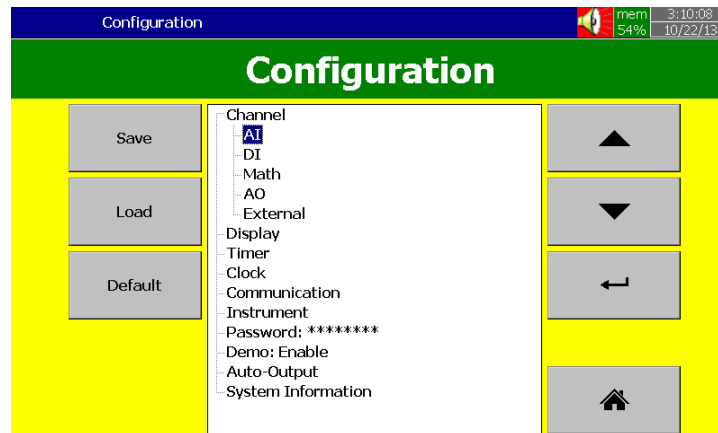 Configuration
mem 3:10:08
54% 10/22/13
Configuration
Save
Load
Default
Channel
AI
DI
Math
AO
External
Display
Timer
Clock
Communication
Instrument
Password: ********
Demo: Enable
Auto-Output
System Information